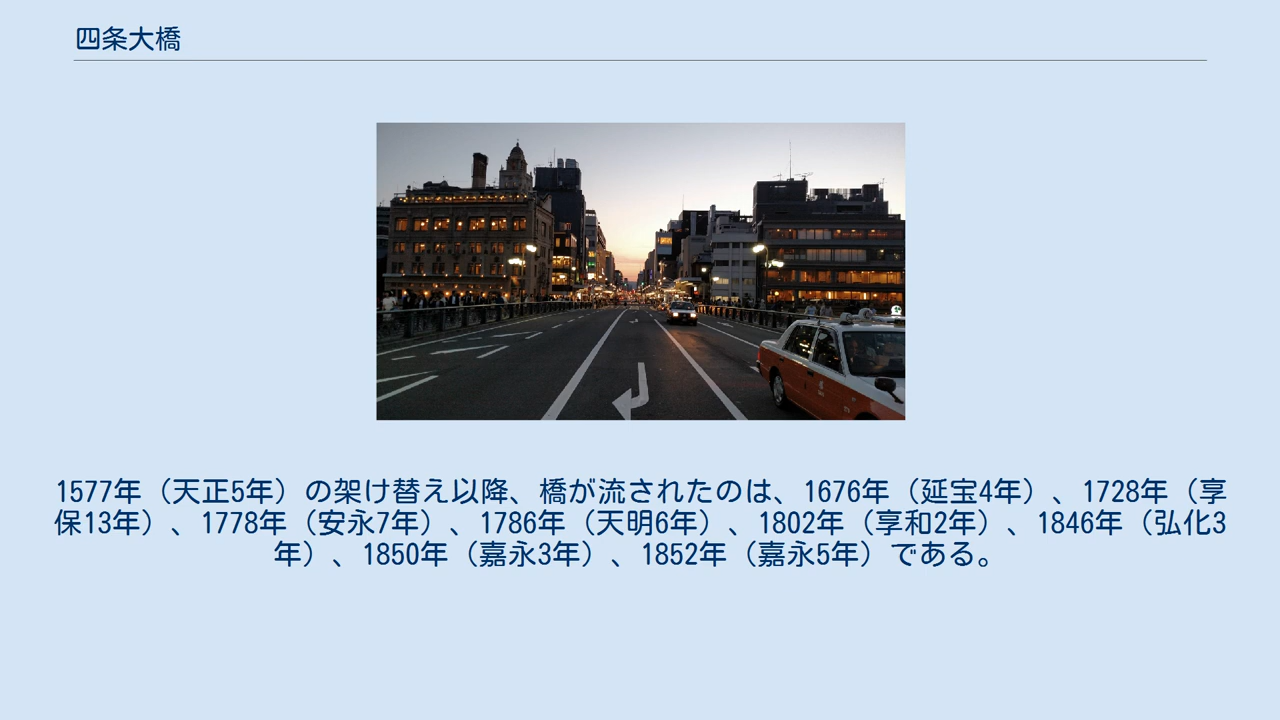 四条大橋
1577年（天正5年）の架け替え以降、橋が流されたのは、1676年（延宝4年）、1728年（享
保13年）、1778年（安永7年）、1786年（天明6年）、1802年（享和2年）、1846年（弘化3
年）、1850年（嘉永3年）、1852年（嘉永5年）である。